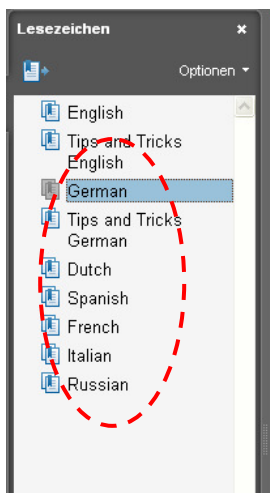 Lesezeichen ×
Optionen
English
Tips and Tricks
English
German
Tips and Tricks
German
Dutch
Spanish
French
Italian
Russian